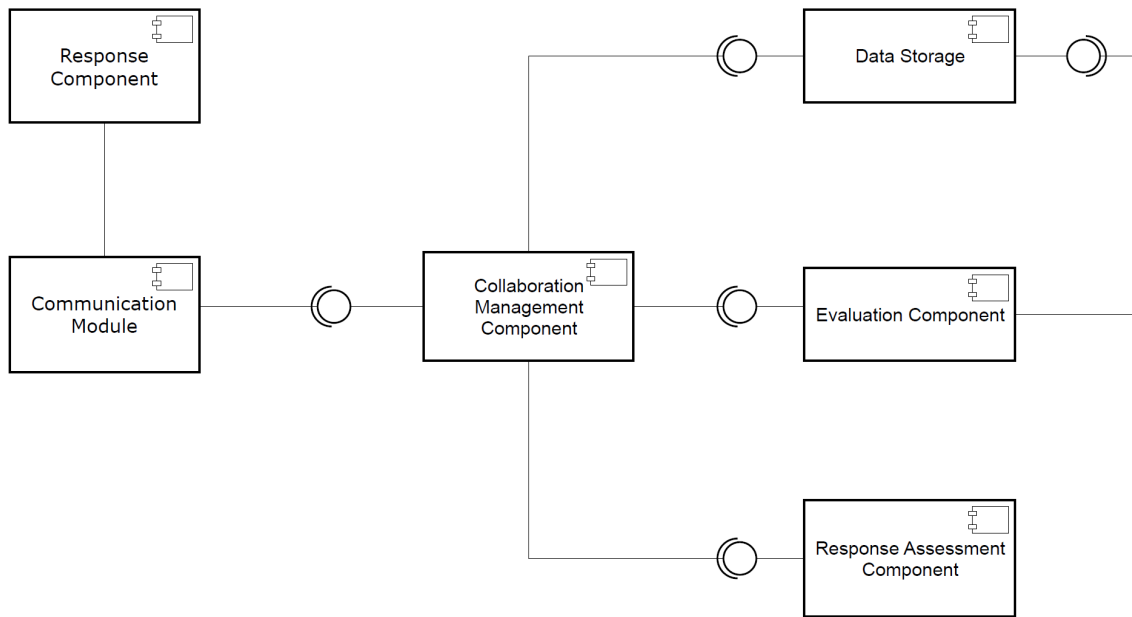 Response
Component
Data Storage
Communication
Module
Collaboration
Management
Component
Evaluation Component
Response Assessment
Component